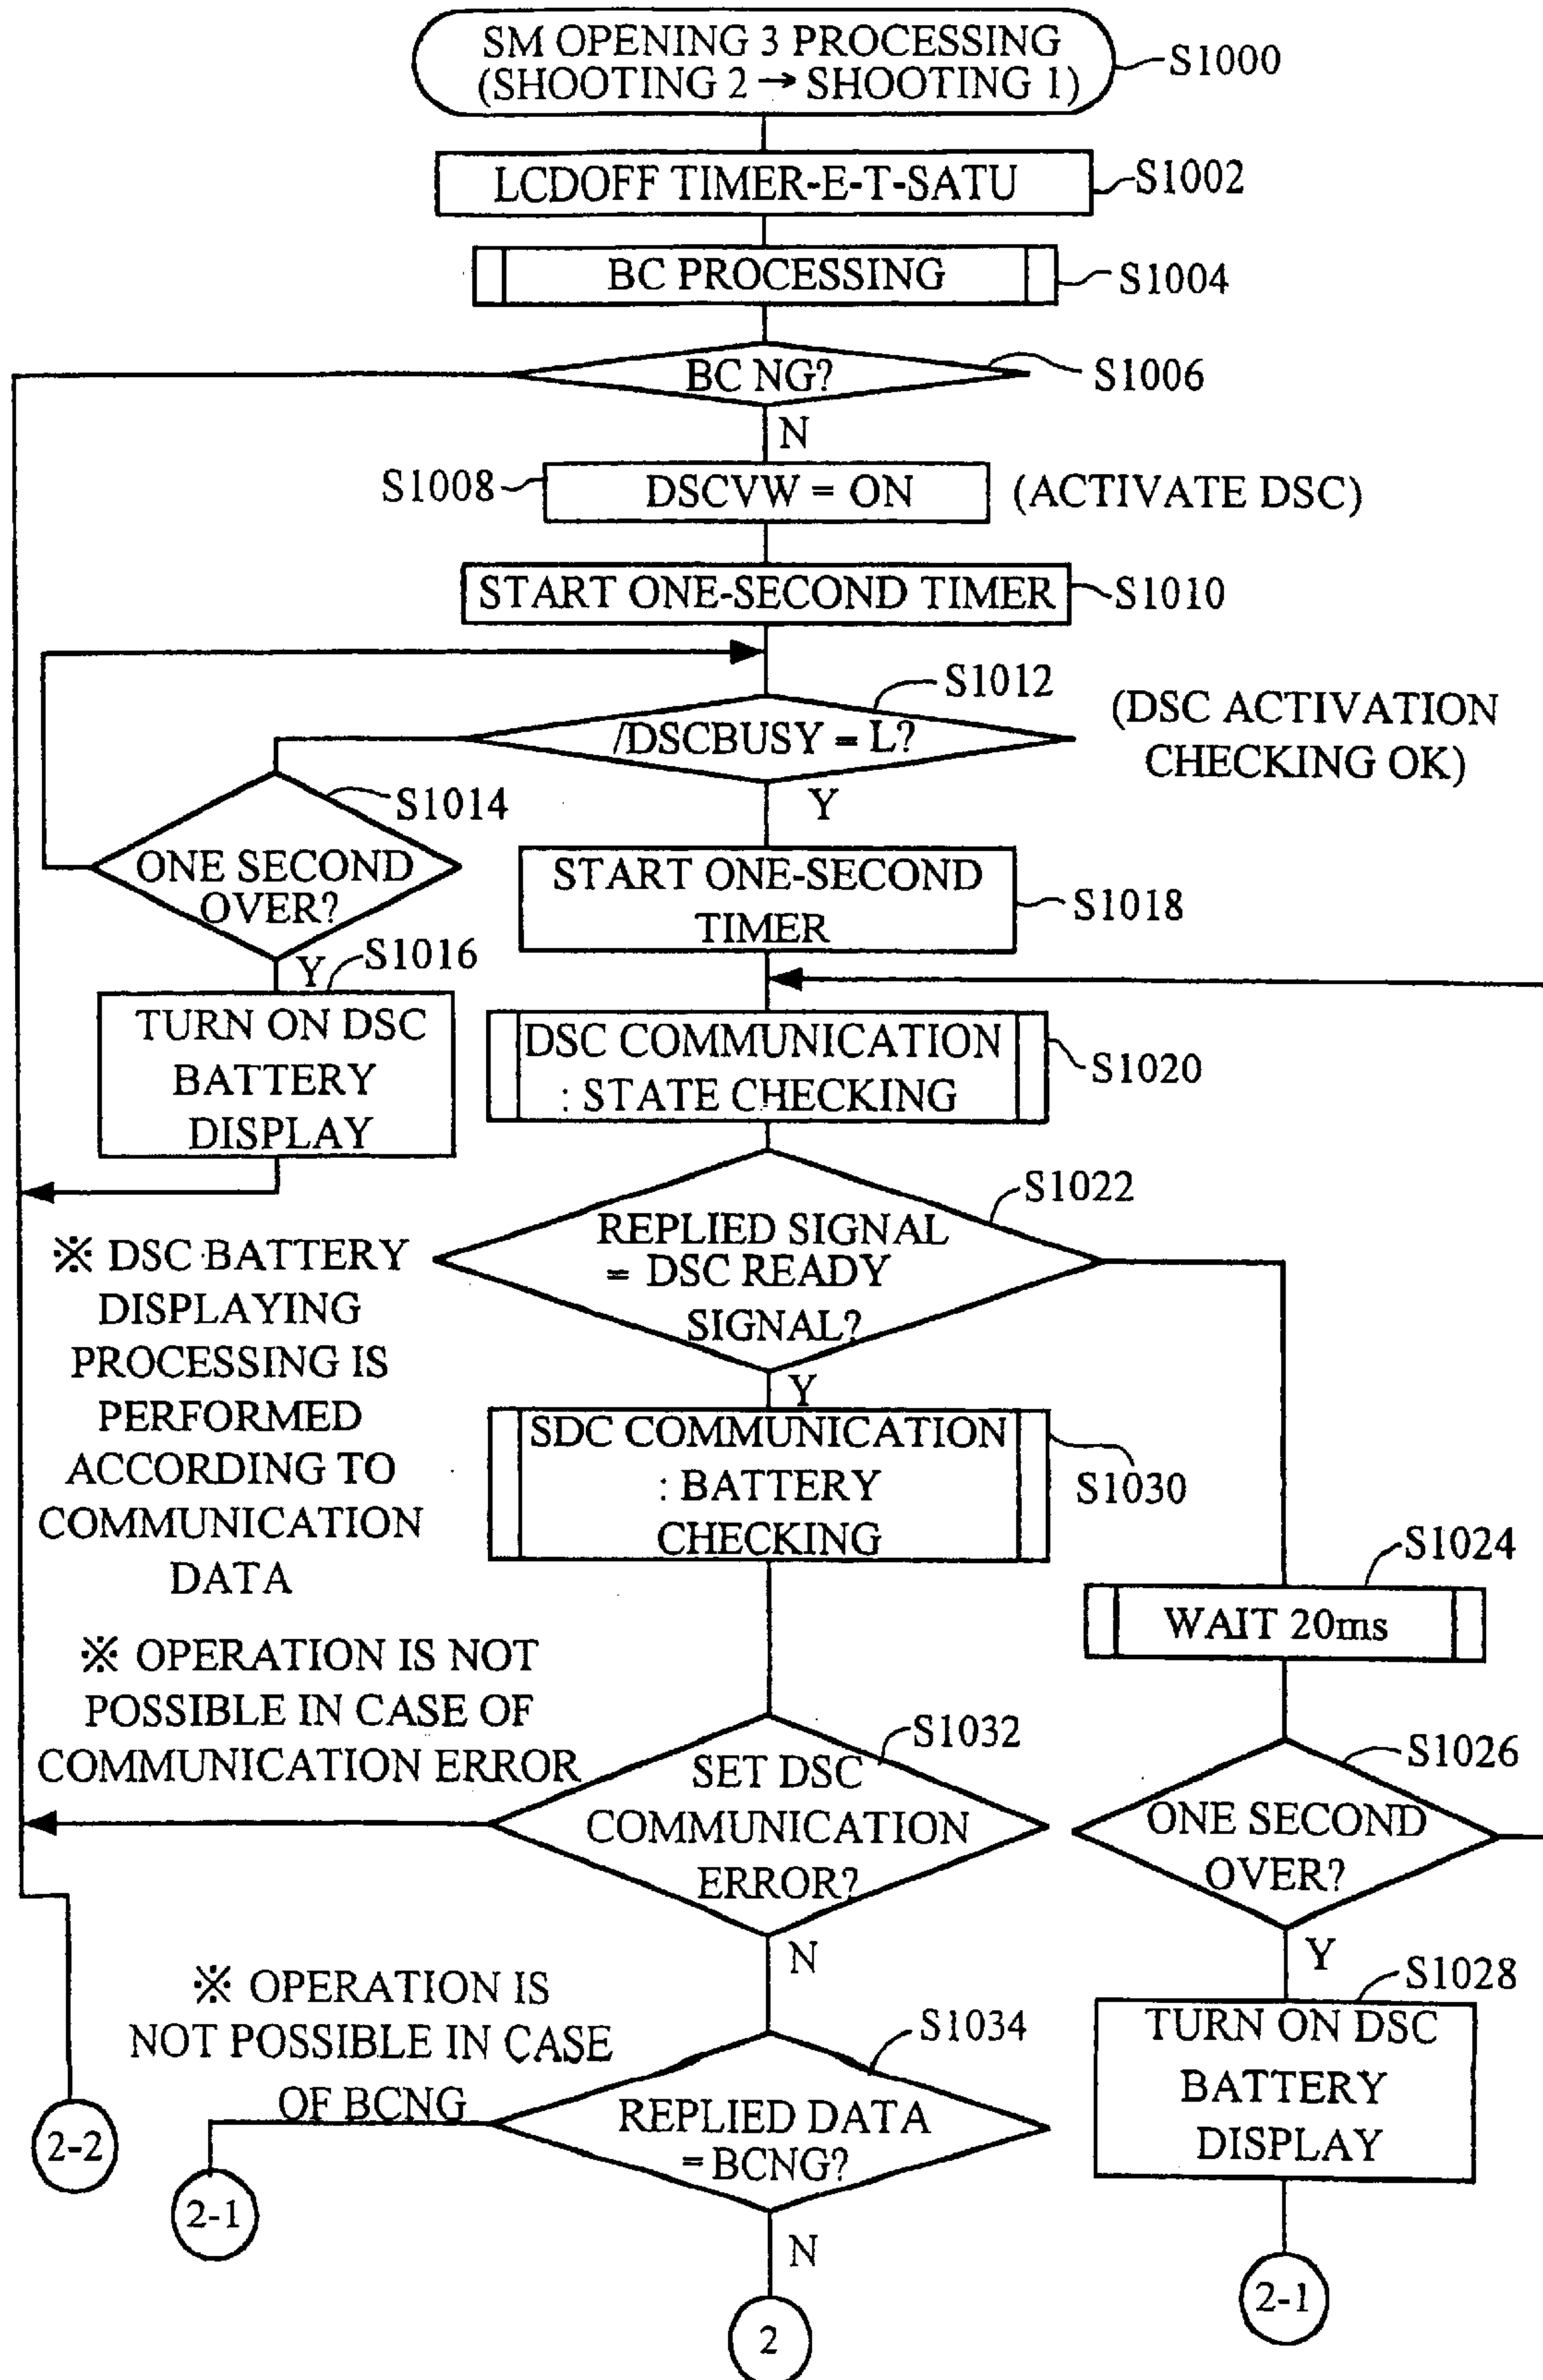 SM OPENING 3 PROCESSING
(SHOOTING 2 → SHOOTING 1)
S1000
LCDOFF TIMER-E-T-SATU
S1002
BC PROCESSING
S1004
BC NG?
S1006
N
S1008
DSCVW = ON
(ACTIVATE DSC)
START ONE-SECOND TIMER
S1010
S1012
/DSCBUSY = L?
(DSC ACTIVATION
CHECKING OK)
Y
S1014
ONE SECOND
OVER?
Y
S1016
TURN ON DSC
BATTERY
DISPLAY
START ONE-SECOND
TIMER
S1018
DSC COMMUNICATION
: STATE CHECKING
S1020
S1022
REPLIED SIGNAL
= DSC READY
SIGNAL?
Y
※ DSC BATTERY
DISPLAYING
PROCESSING IS
PERFORMED
ACCORDING TO
COMMUNICATION
DATA
SDC COMMUNICATION
: BATTERY
CHECKING
S1030
S1024
WAIT 20ms
※ OPERATION IS NOT
POSSIBLE IN CASE OF
COMMUNICATION ERROR
S1032
SET DSC
COMMUNICATION
ERROR?
N
S1026
ONE SECOND
OVER?
Y
S1028
TURN ON DSC
BATTERY
DISPLAY
※ OPERATION IS
NOT POSSIBLE IN CASE
OF BCNG
S1034
REPLIED DATA
= BCNG?
N
2-2
2-1
2
2-1